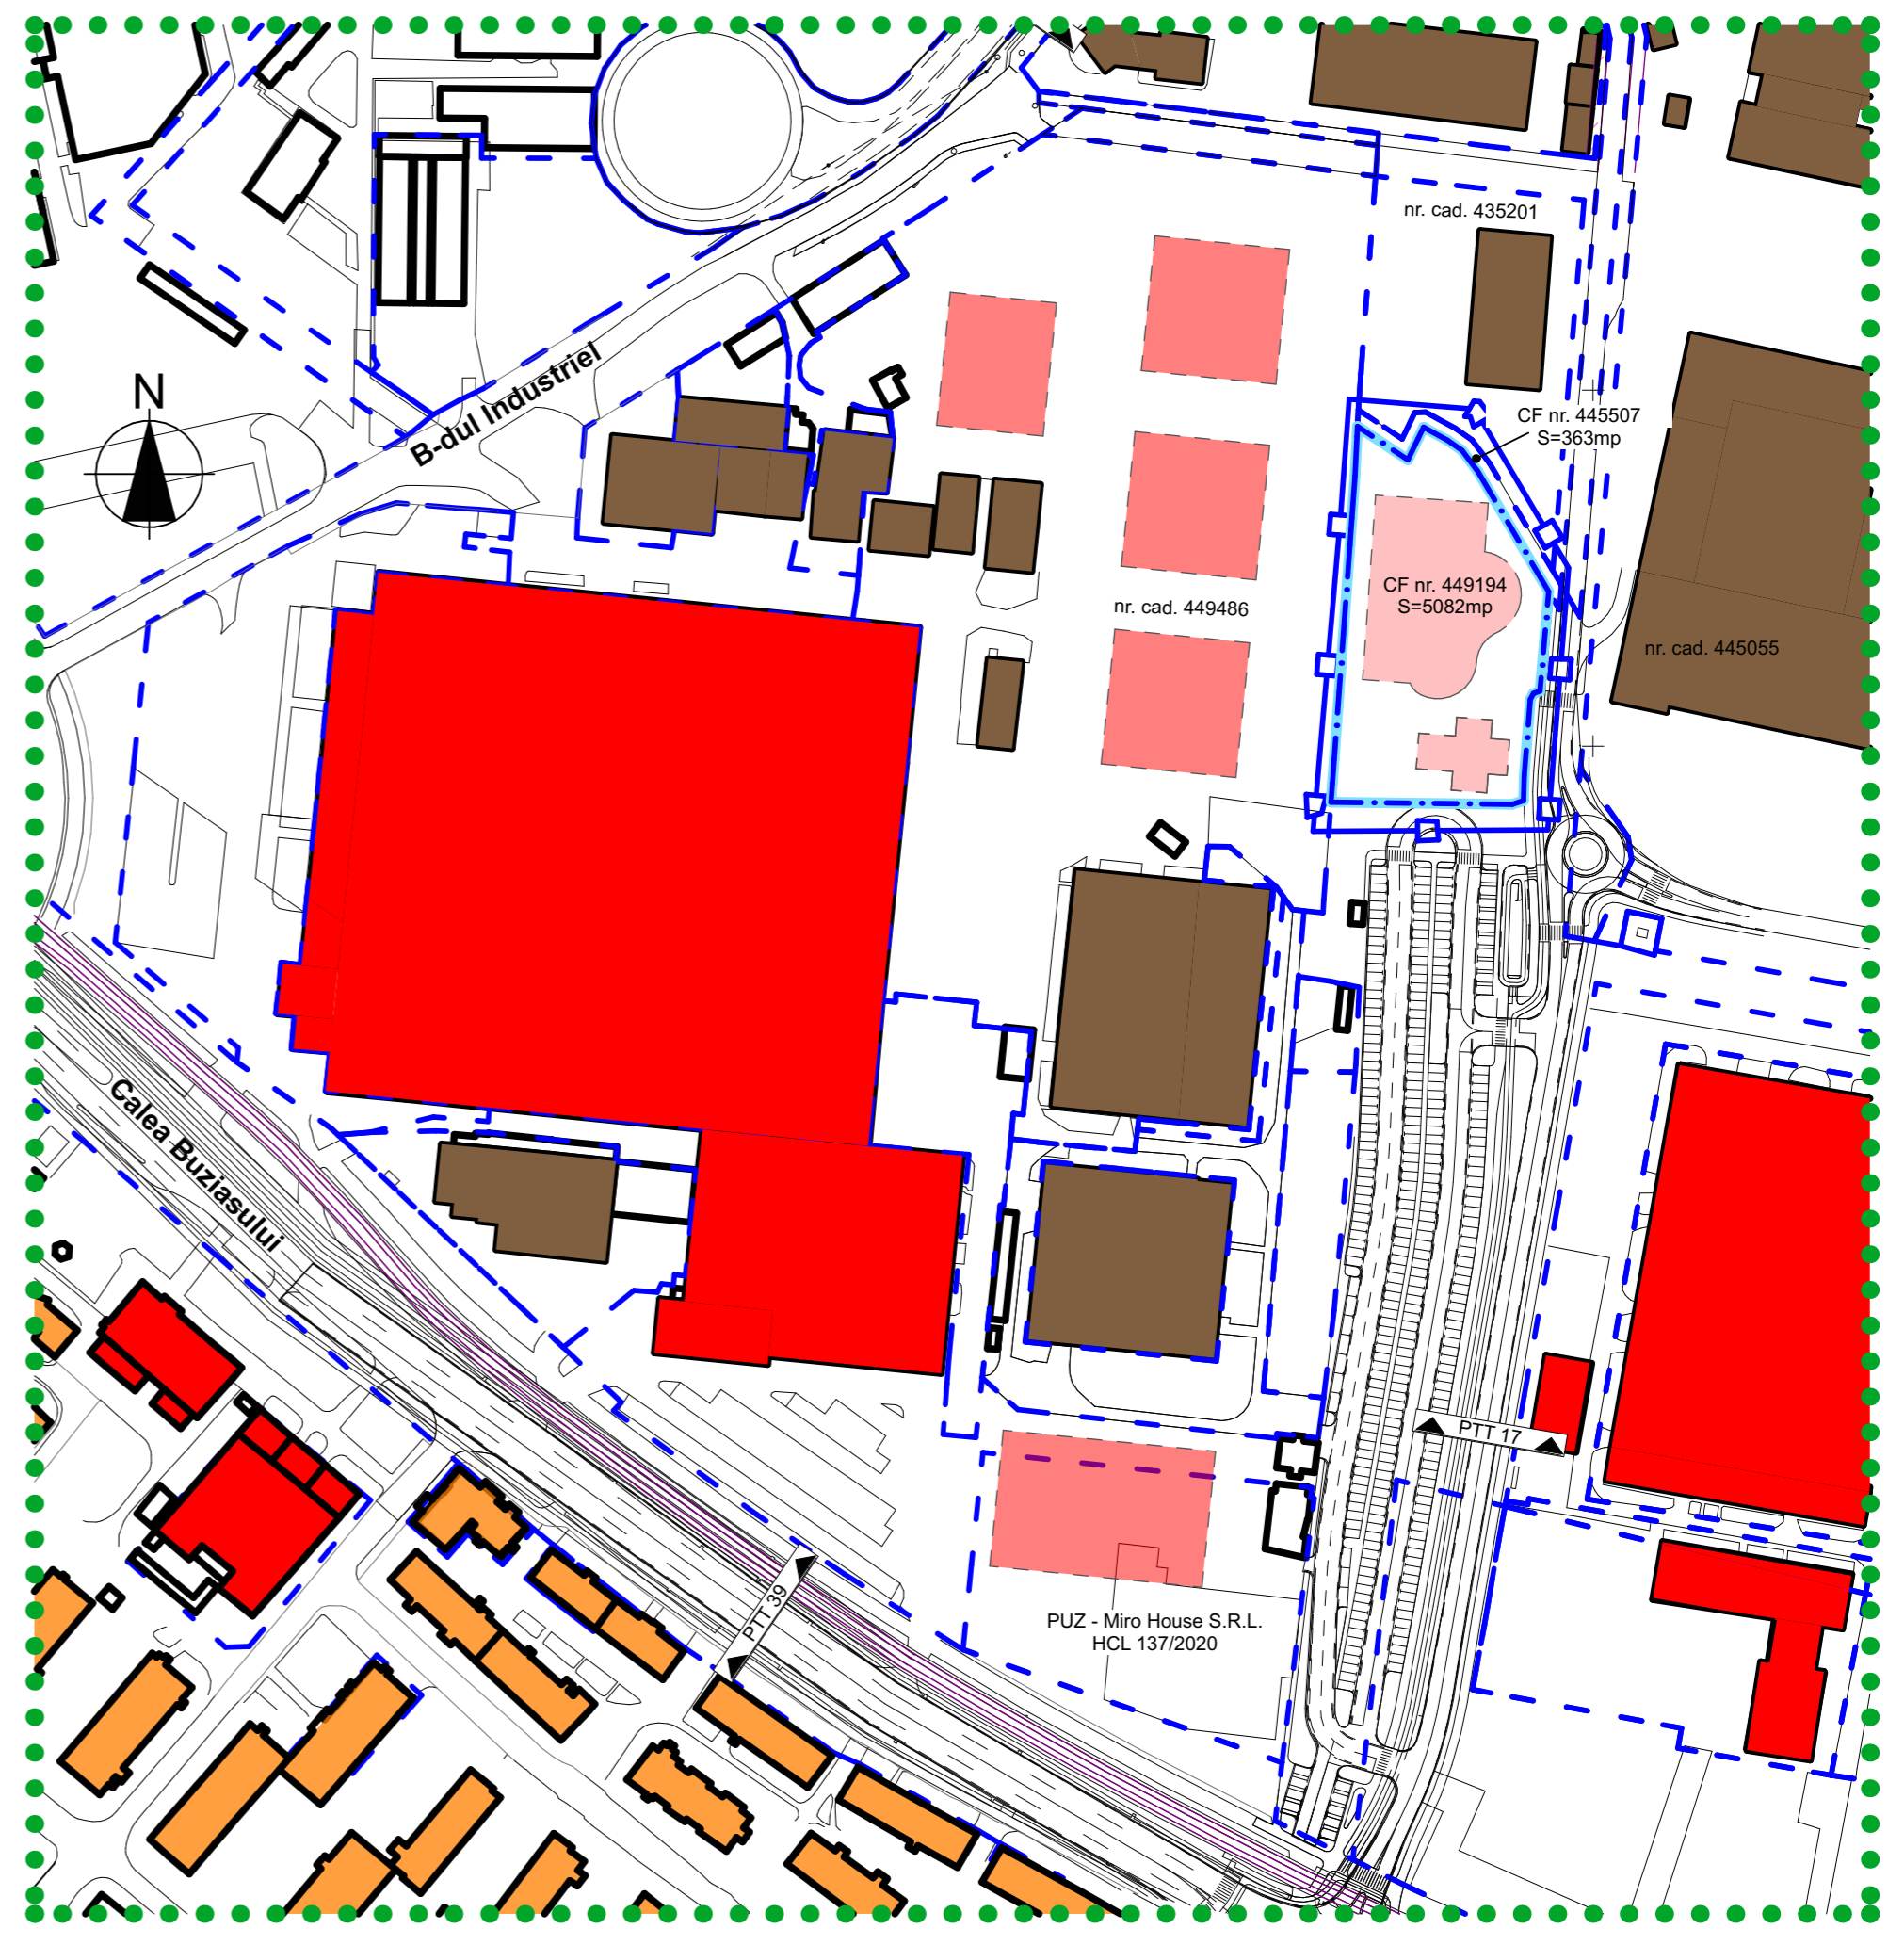 nr. cad. 435201
N
B-dul Industriel
CF nr. 445507
S=363mp
CF nr. 449194
S=5082mp
nr. cad. 449486
nr. cad. 445055
Calea Buziasului
PTT 17
PTT 39
PUZ - Miro House S.R.L.
HCL 137/2020